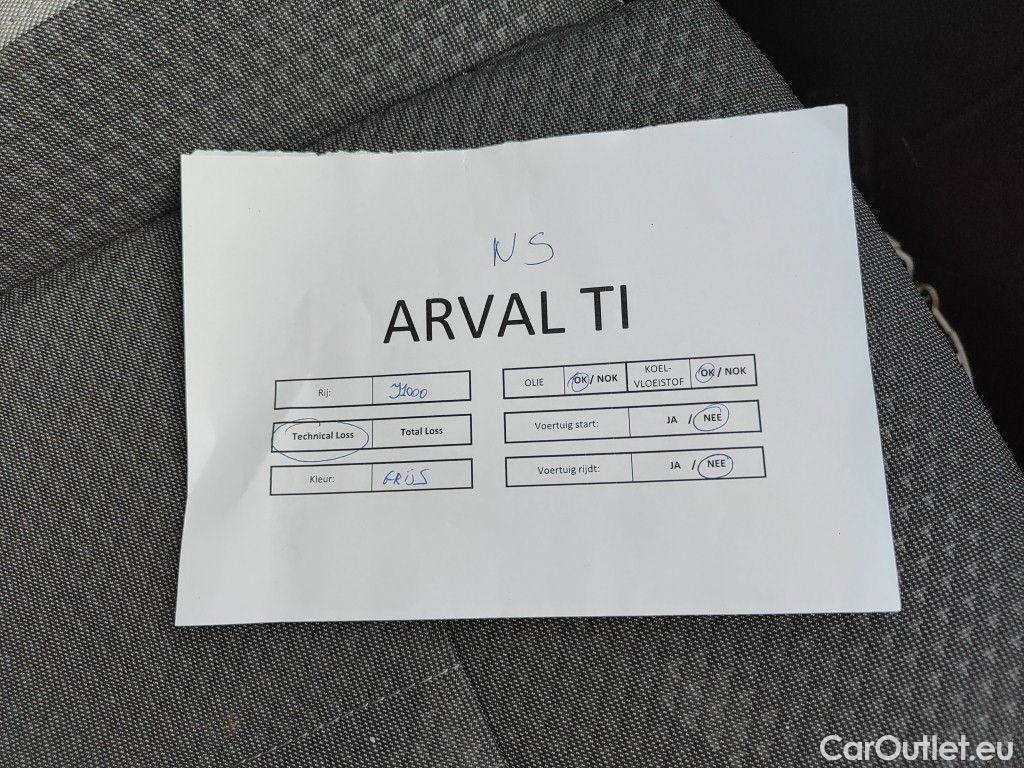 NS
ARVAL TI
Rij: J1000
Technical Loss Total Loss
Kleur: GRIJS
OLIE OK / NOK KOEL-
VLOEISTOF OK / NOK
Voertuig start: JA / NEE
Voertuig rijdt: JA / NEE
CarOutlet.eu